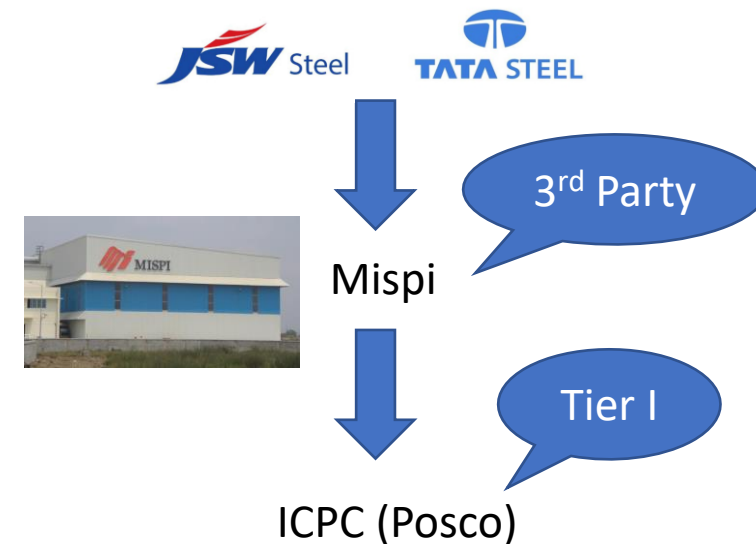 JSW Steel
TATA STEEL
3rd Party
MISPI
Mispi
Tier I
ICPC (Posco)